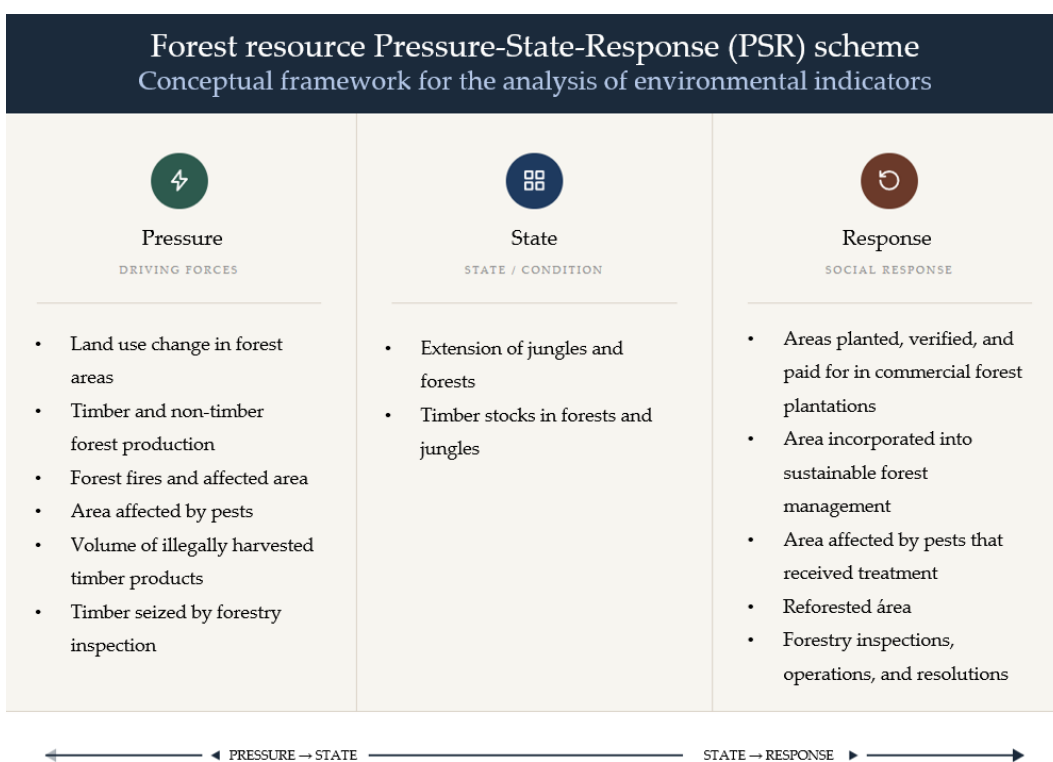 Forest resource Pressure-State-Response (PSR) scheme
Conceptual framework for the analysis of environmental indicators
Pressure
DRIVING FORCES
• Land use change in forest
areas
• Timber and non-timber
forest production
• Forest fires and affected area
• Area affected by pests
• Volume of illegally harvested
timber products
• Timber seized by forestry
inspection
State
STATE / CONDITION
• Extension of jungles and
forests
• Timber stocks in forests and
jungles
Response
SOCIAL RESPONSE
• Areas planted, verified, and
paid for in commercial forest
plantations
• Area incorporated into
sustainable forest
management
• Area affected by pests that
received treatment
• Reforested área
• Forestry inspections,
operations, and resolutions
PRESSURE → STATE
STATE → RESPONSE